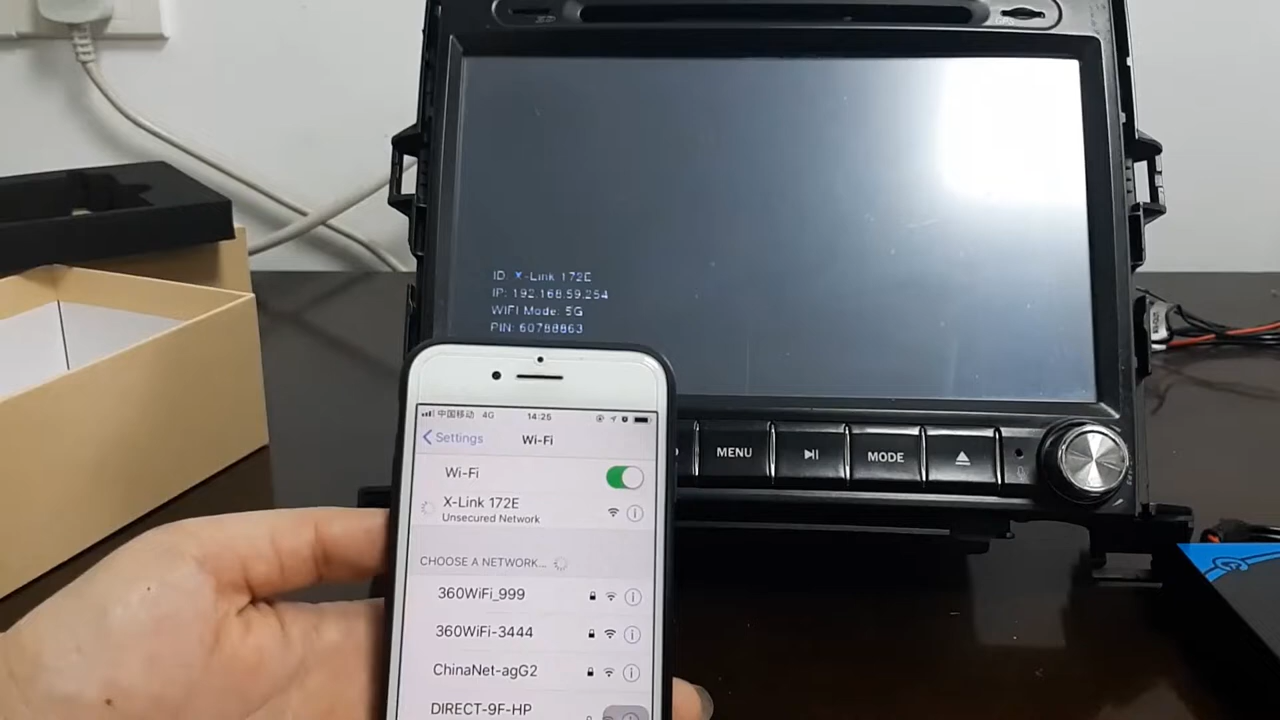 GPS
ID: X-Link 172E
IP: 192.168.59.254
WIFI Mode: 5G
PIN: 60788863
中国移动 4G 14:25
Settings Wi-Fi
Wi-Fi
X-Link 172E
Unsecured Network
CHOOSE A NETWORK...
360WiFi_999
360WiFi-3444
ChinaNet-agG2
DIRECT-9F-HP
MENU
MODE